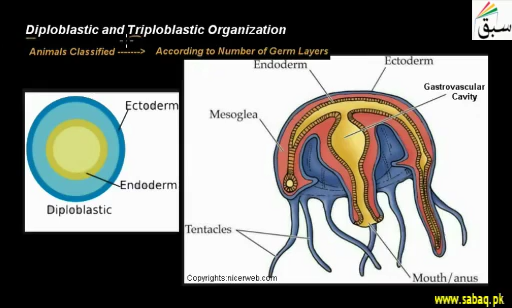 Diploblastic and Triploblastic Organization
سبق
Animals Classified -------> According to Number of Germ Layers
Endoderm
Ectoderm
Gastrovascular
Cavity
Mesoglea
Ectoderm
Endoderm
Diploblastic
Tentacles
Mouth/anus
Copyrights:nicerweb.com
www.sabaq.pk